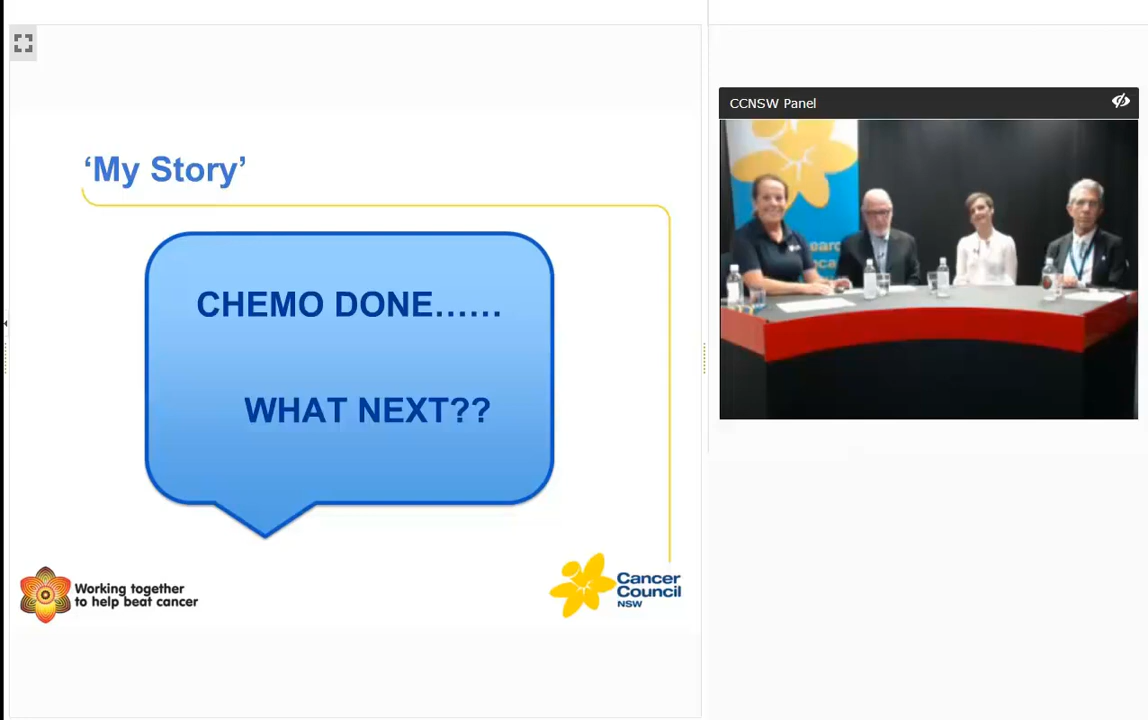 ‘My Story’
CHEMO DONE......
WHAT NEXT??
Working together
to help beat cancer
Cancer
Council
NSW
CCNSW Panel